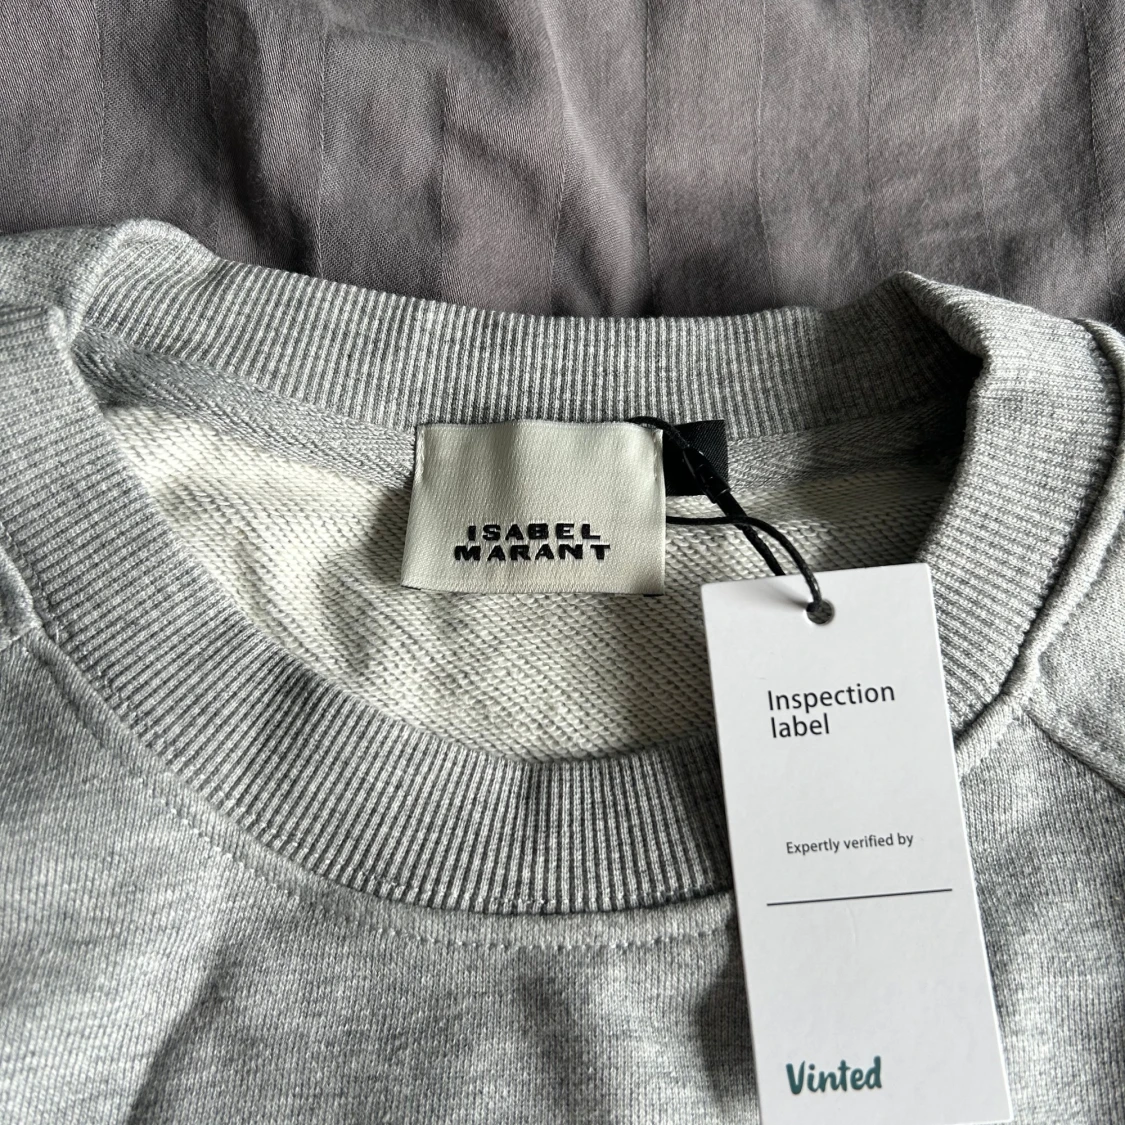 ISABEL
MARANT
Inspection
label
Expertly verified by
Vinted